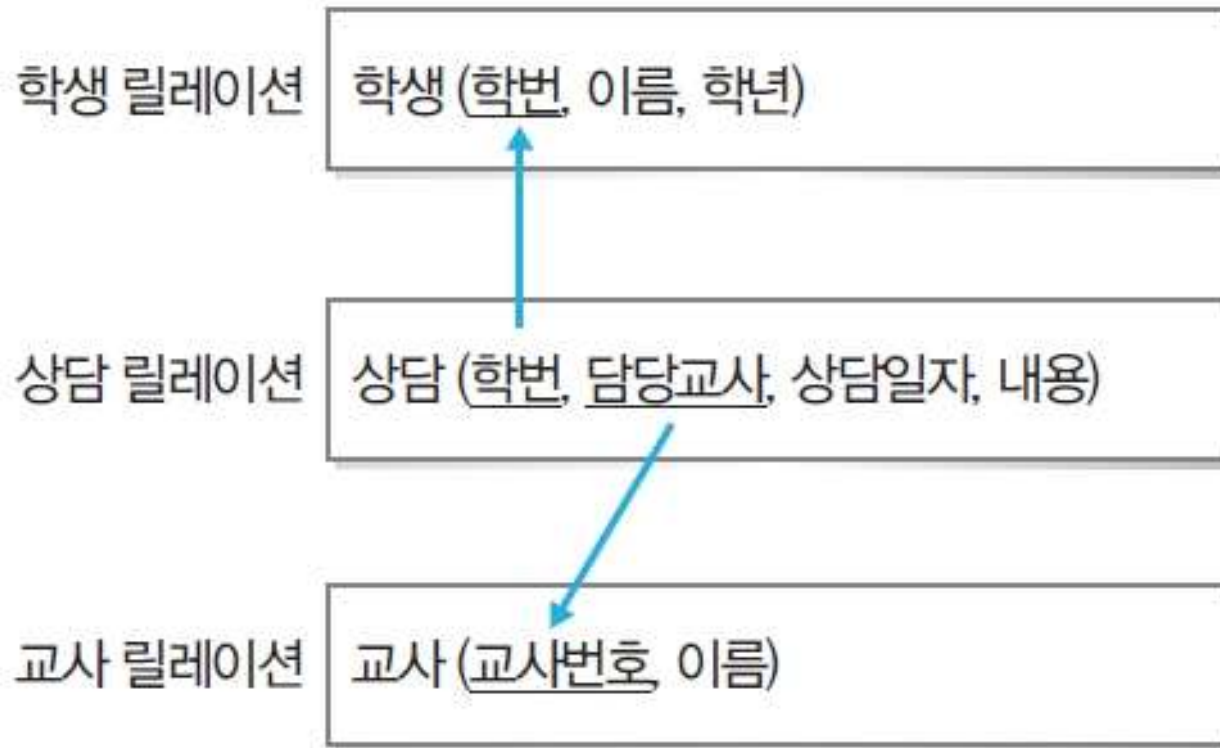 학생 릴레이션 학생 (학번, 이름, 학년)
상담 릴레이션 상담 (학번, 담당교사, 상담일자, 내용)
교사 릴레이션 교사 (교사번호, 이름)